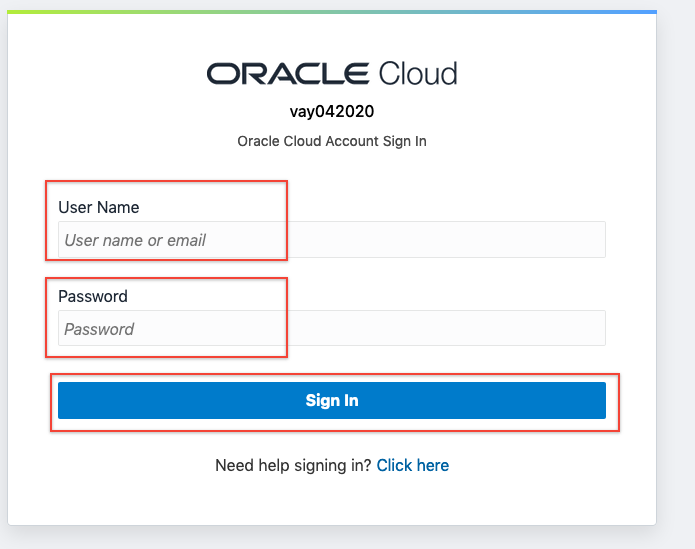 ORACLE Cloud
vay042020
Oracle Cloud Account Sign In
User Name
User name or email
Password
Password
Sign In
Need help signing in? Click here